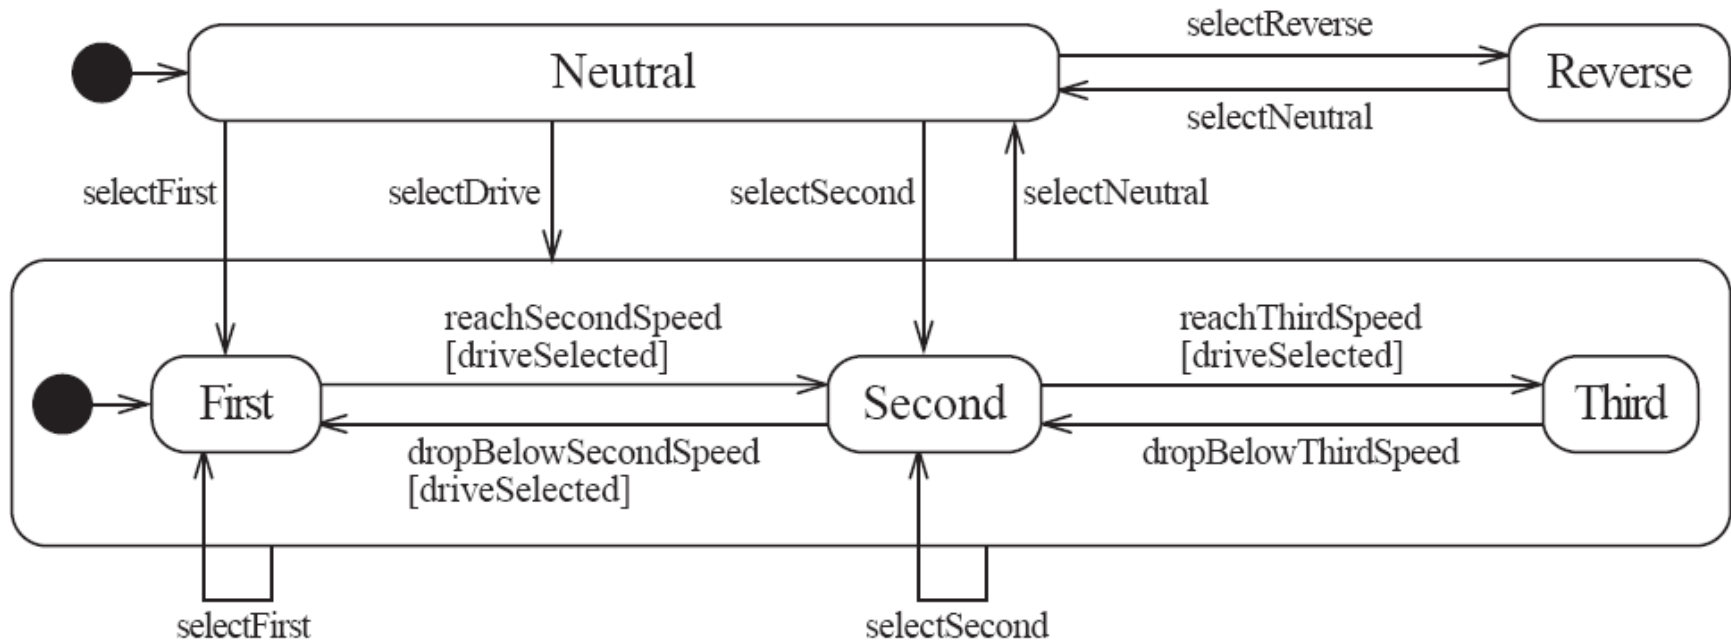 selectReverse
Neutral
Reverse
selectNeutral
selectFirst
selectDrive
selectSecond
selectNeutral
reachSecondSpeed
[driveSelected]
reachThirdSpeed
[driveSelected]
First
Second
Third
dropBelowSecondSpeed
[driveSelected]
dropBelowThirdSpeed
selectFirst
selectSecond